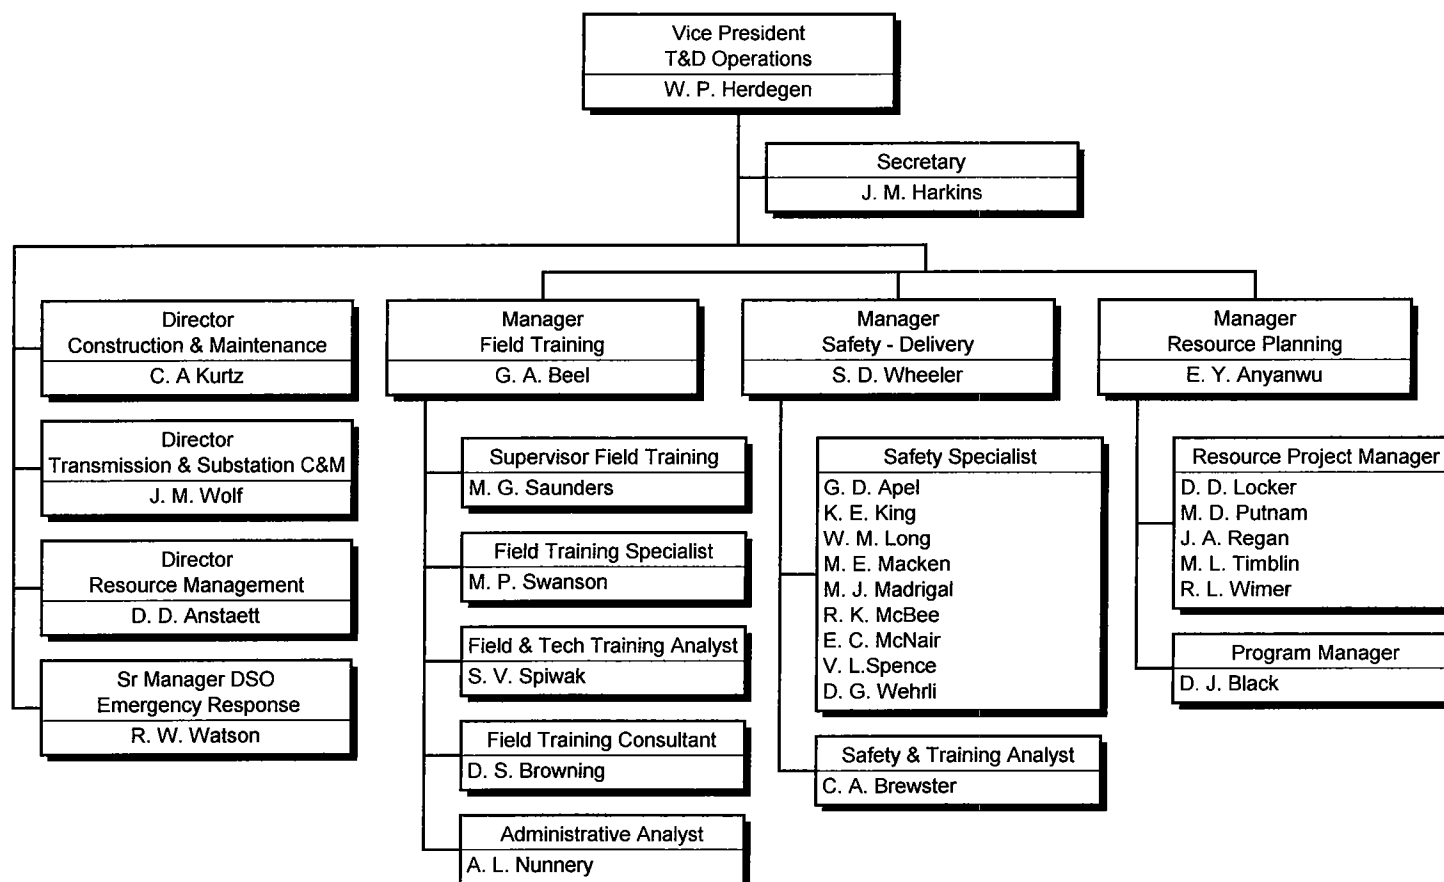 Vice President
T&D Operations
W. P. Herdegen
Secretary
J. M. Harkins
Director
Construction & Maintenance
C. A Kurtz
Director
Transmission & Substation C&M
J. M. Wolf
Director
Resource Management
D. D. Anstaett
Sr Manager DSO
Emergency Response
R. W. Watson
Manager
Field Training
G. A. Beel
Supervisor Field Training
M. G. Saunders
Field Training Specialist
M. P. Swanson
Field & Tech Training Analyst
S. V. Spiwak
Field Training Consultant
D. S. Browning
Administrative Analyst
A. L. Nunnery
Manager
Safety - Delivery
S. D. Wheeler
Safety Specialist
G. D. Apel
K. E. King
W. M. Long
M. E. Macken
M. J. Madrigal
R. K. McBee
E. C. McNair
V. L.Spence
D. G. Wehrli
Safety & Training Analyst
C. A. Brewster
Manager
Resource Planning
E. Y. Anyanwu
Resource Project Manager
D. D. Locker
M. D. Putnam
J. A. Regan
M. L. Timblin
R. L. Wimer
Program Manager
D. J. Black